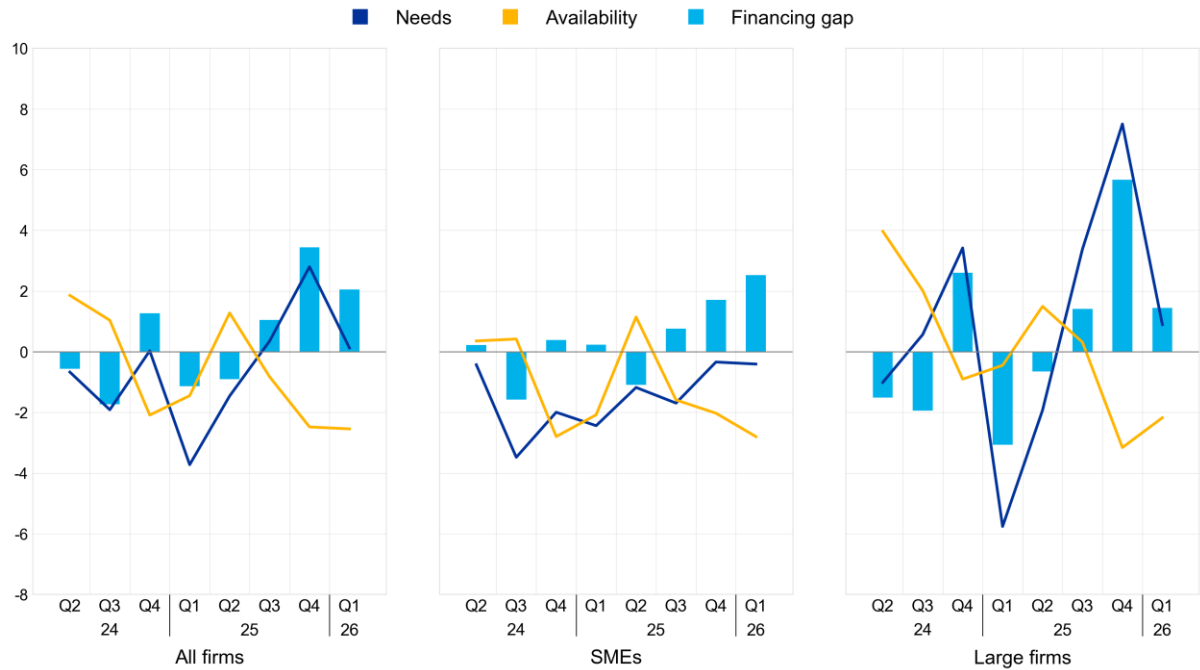 Needs Availability Financing gap
10
8
6
4
2
0
-2
-4
-6
-8
Q2 Q3 Q4 Q1 Q2 Q3 Q4 Q1 Q2 Q3 Q4 Q1 Q2 Q3 Q4 Q1 Q2 Q3 Q4 Q1 Q2 Q3 Q4 Q1
24 25 26 24 25 26 24 25 26
All firms SMEs Large firms